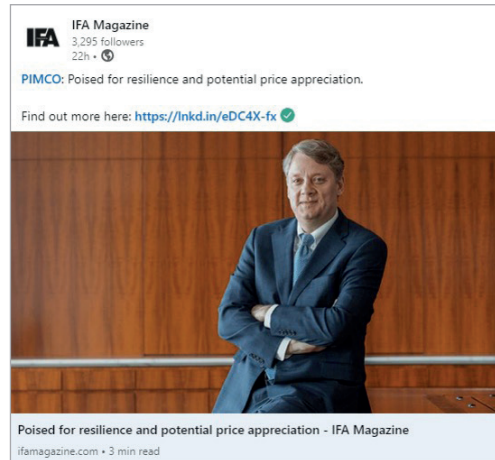 IFA
IFA Magazine
3,295 followers
22h •
PIMCO: Poised for resilience and potential price appreciation.
Find out more here: https://lnkd.in/eDC4X-fx
Poised for resilience and potential price appreciation - IFA Magazine
ifamagazine.com • 3 min read